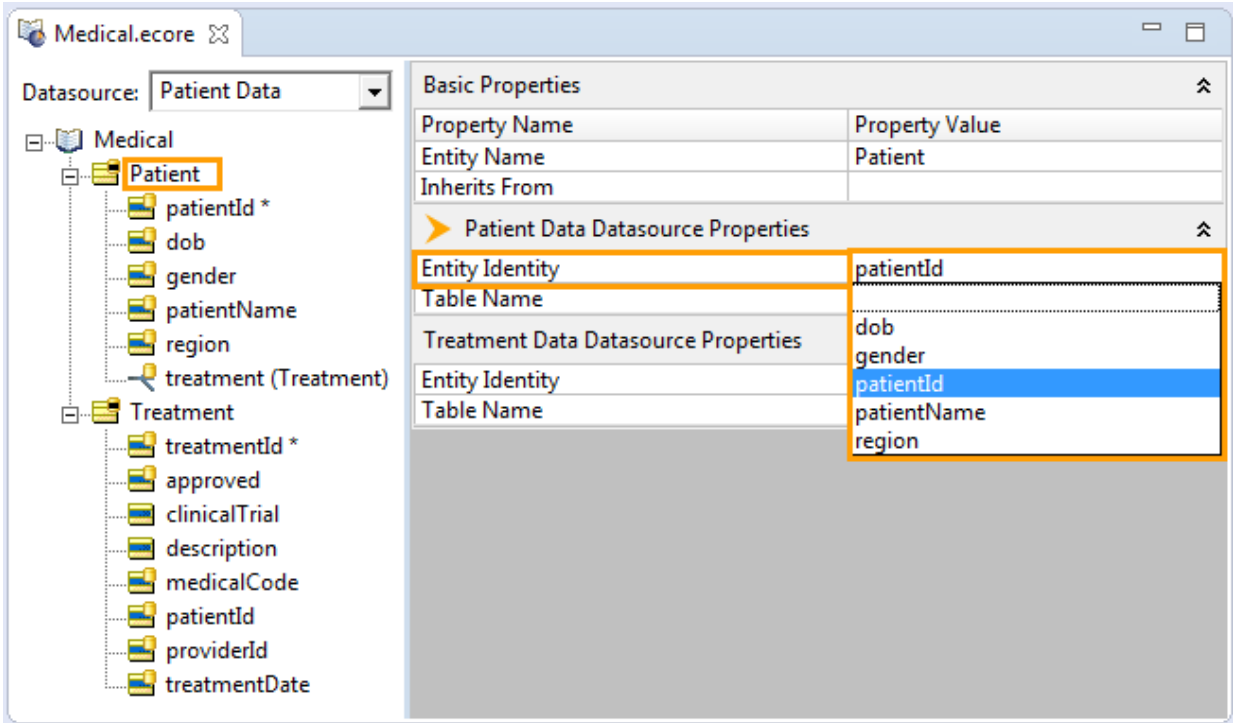 Medical.ecore
Datasource: Patient Data
Medical
Patient
patientId *
dob
gender
patientName
region
treatment (Treatment)
Treatment
treatmentId *
approved
clinicalTrial
description
medicalCode
patientId
providerId
treatmentDate
Basic Properties
Property Name Property Value
Entity Name Patient
Inherits From
Patient Data Datasource Properties
Entity Identity patientId
Table Name
Treatment Data Datasource Properties
Entity Identity
Table Name
dob
gender
patientId
patientName
region